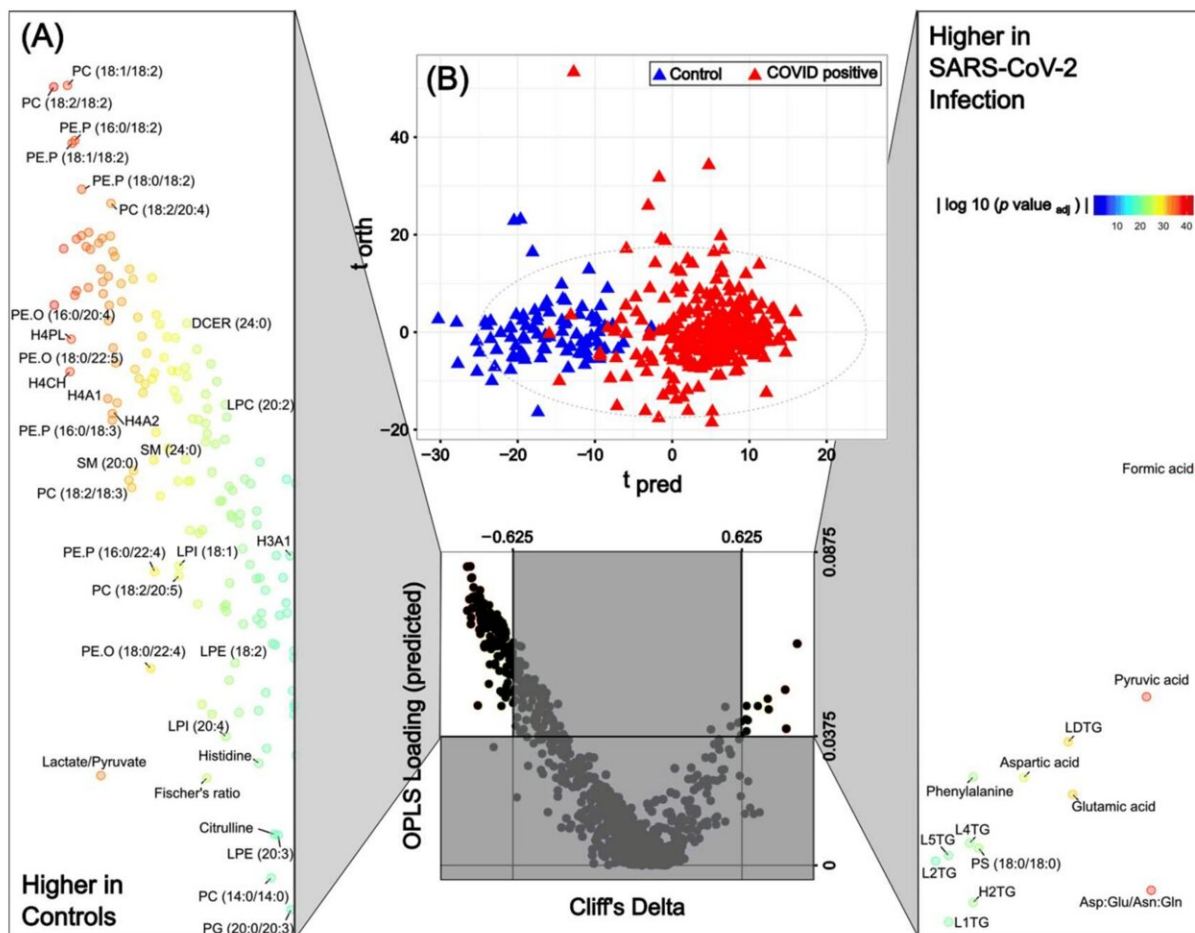 (A)
PC (18:1/18:2)
PC (18:2/18:2)
PE.P (16:0/18:2)
PE.P (18:1/18:2)
PE.P (18:0/18:2)
PC (18:2/20:4)
PE.O (16:0/20:4)
DCER (24:0)
H4PL
PE.O (18:0/22:5)
H4CH
H4A1
LPC (20:2)
H4A2
PE.P (16:0/18:3)
SM (24:0)
SM (20:0)
PC (18:2/18:3)
H3A1
PE.P (16:0/22:4)
LPI (18:1)
PC (18:2/20:5)
PE.O (18:0/22:4)
LPE (18:2)
LPI (20:4)
Lactate/Pyruvate
Histidine
Fischer's ratio
Citrulline
LPE (20:3)
PC (14:0/14:0)
PG (20:0/20:3)
Higher in
Controls
(B)
Control
COVID positive
t orth
40
20
0
−20
−30
−20
−10
0
10
20
t pred
−0.625
0.625
OPLS Loading (predicted)
0.0875
0.0375
0
Cliff's Delta
Higher in
SARS-CoV-2
Infection
| log 10 (p value adj ) |
10 20 30 40
Formic acid
Pyruvic acid
LDTG
Aspartic acid
Phenylalanine
Glutamic acid
L5TG
L4TG
L2TG
PS (18:0/18:0)
H2TG
Asp:Glu/Asn:Gln
L1TG